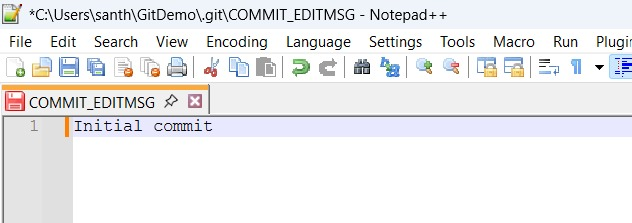 *C:\Users\santh\GitDemo\.git\COMMIT_EDITMSG - Notepad++
File Edit Search View Encoding Language Settings Tools Macro Run Plugin
COMMIT_EDITMSG
1 Initial commit